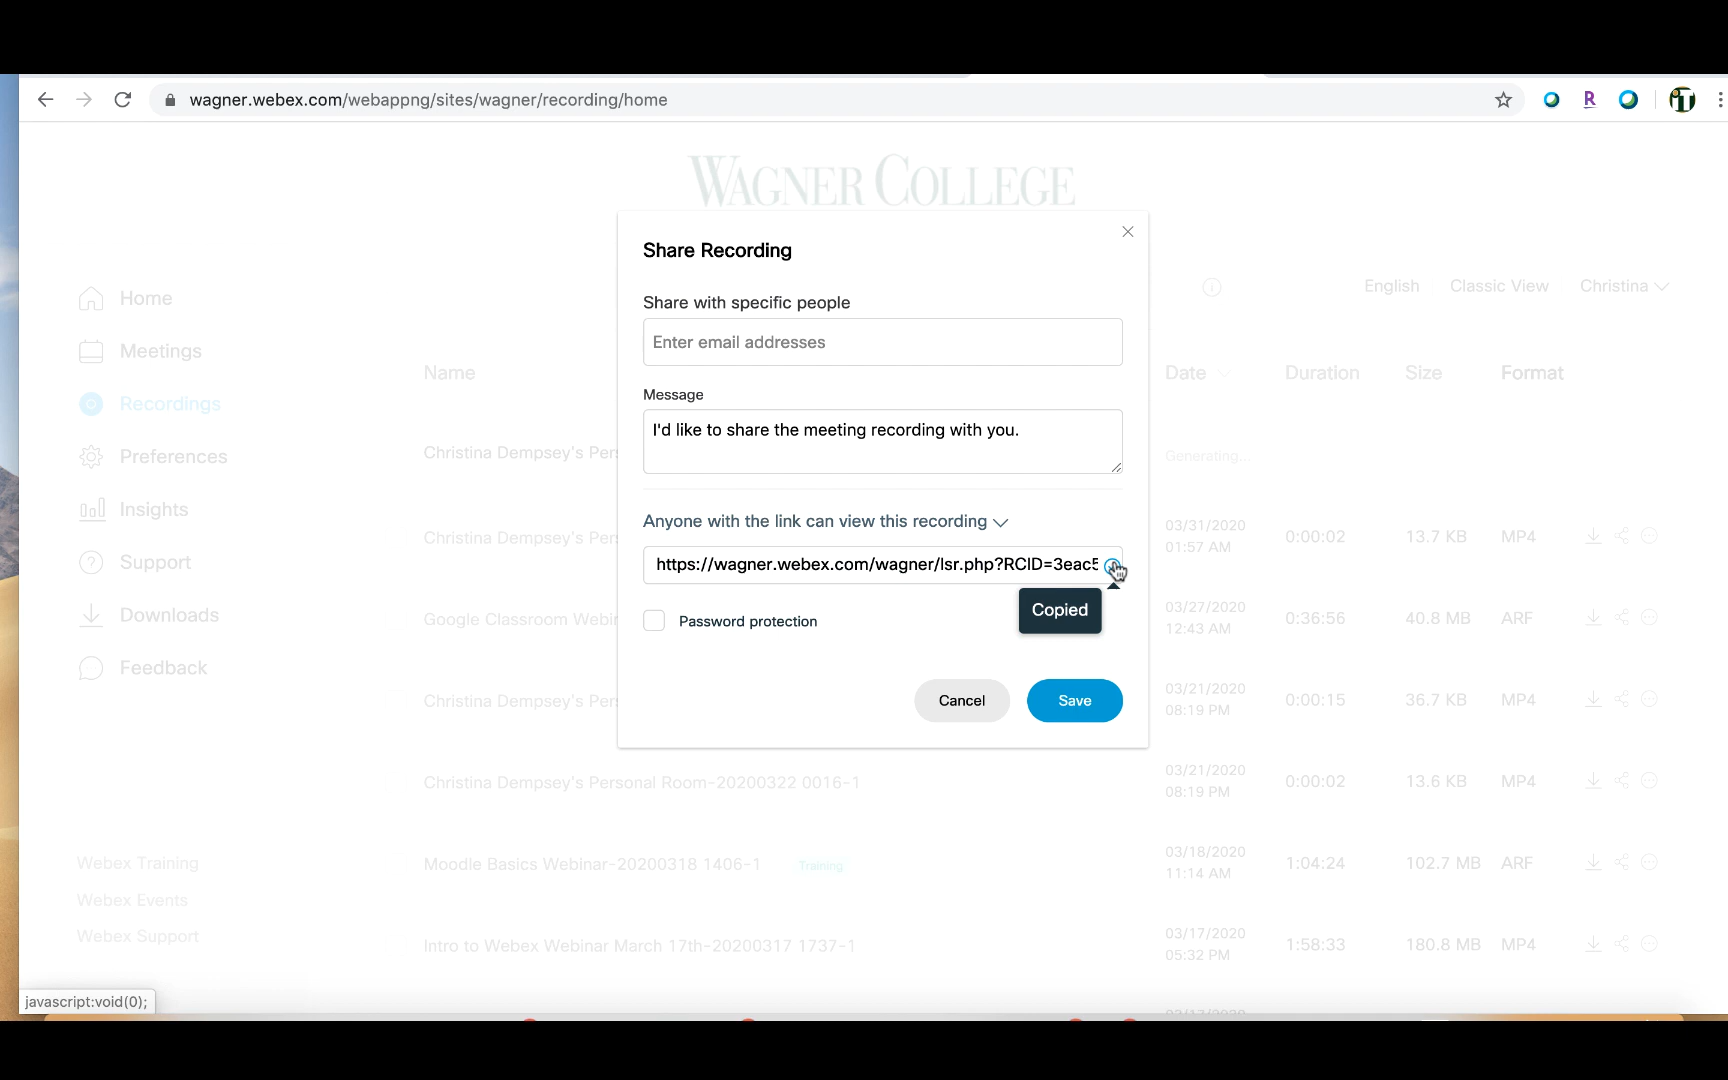 wagner.webex.com/webappng/sites/wagner/recording/home
WAGNER COLLEGE
Share Recording
Share with specific people
Enter email addresses
Message
I'd like to share the meeting recording with you.
Anyone with the link can view this recording
https://wagner.webex.com/wagner/lsr.php?RCID=3eac5
Copied
Password protection
Cancel
Save
English
Classic View
Christina
Home
Meetings
Recordings
Preferences
Insights
Support
Downloads
Feedback
Webex Training
Webex Events
Webex Support
Name
Date
Duration
Size
Format
Christina Dempsey's Per
Generating...
Christina Dempsey's Per
03/31/2020
01:57 AM
0:00:02
13.7 KB
MP4
Google Classroom Webin
03/27/2020
12:43 AM
0:36:56
40.8 MB
ARF
Christina Dempsey's Per
03/21/2020
08:19 PM
0:00:15
36.7 KB
MP4
Christina Dempsey's Personal Room-20200322 0016-1
03/21/2020
08:19 PM
0:00:02
13.6 KB
MP4
Moodle Basics Webinar-20200318 1406-1
Training
03/18/2020
11:14 AM
1:04:24
102.7 MB
ARF
Intro to Webex Webinar March 17th-20200317 1737-1
03/17/2020
05:32 PM
1:58:33
180.8 MB
MP4
javascript:void(0);